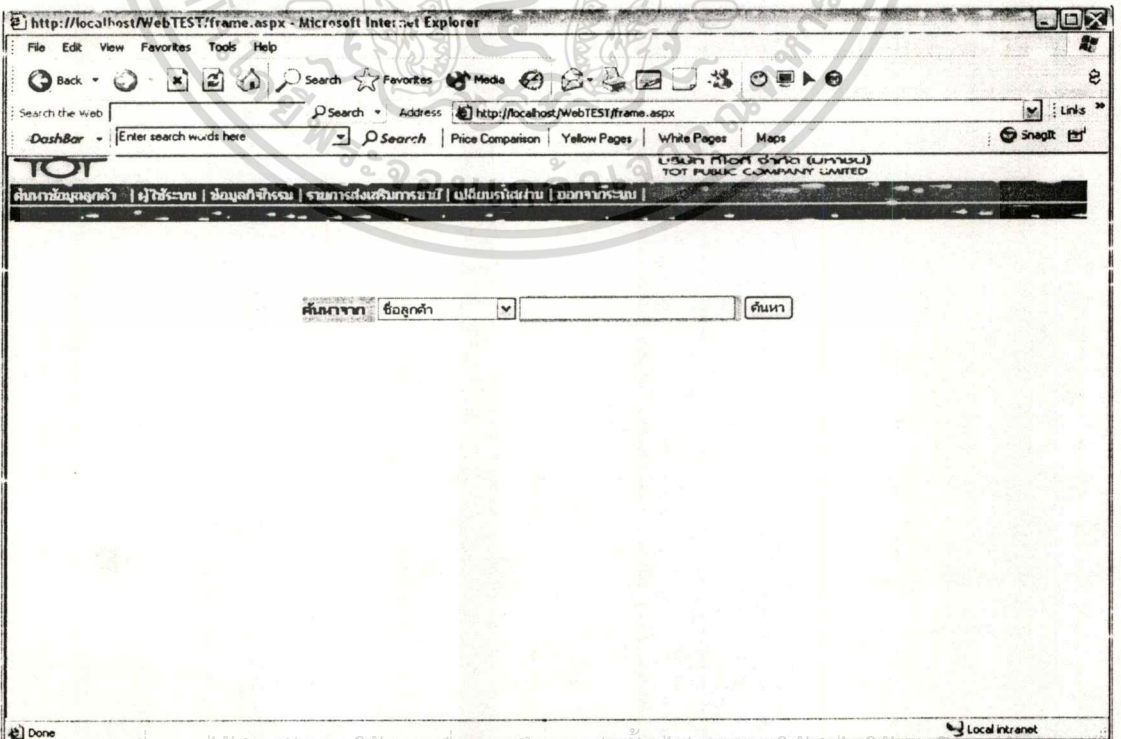 http://localhost/WebTEST/frame.aspx - Microsoft Internet Explorer
File Edit View Favorites Tools Help
Back Search Favorites Media
Search the Web Search Address http://localhost/WebTEST/frame.aspx Links »
DashBar Enter search words here Search Price Comparison Yellow Pages White Pages Maps SnagIt
TOT
บริษัท ทีโอที จำกัด (มหาชน)
TOT PUBLIC COMPANY LIMITED
ค้นหาข้อมูลลูกค้า | ผู้ใช้ระบบ | ข้อมูลกิจกรรม | รายการส่งเสริมการขาย | เปลี่ยนรหัสผ่าน | ออกจากระบบ |
ค้นหาจาก ชื่อลูกค้า ค้นหา
Done Local intranet